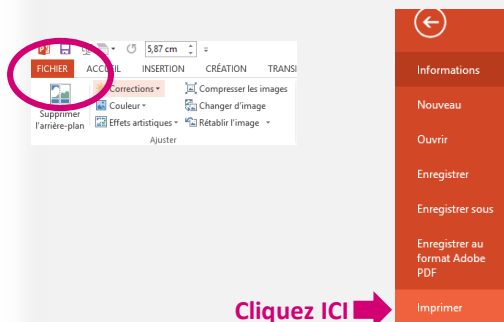 5,87 cm
FICHIER ACCUEIL INSERTION CRÉATION TRANSI
Supprimer
l'arrière-plan
Corrections
Couleur
Effets artistiques
Compresser les images
Changer d'image
Rétablir l'image
Ajuster
Informations
Nouveau
Ouvrir
Enregistrer
Enregistrer sous
Enregistrer au
format Adobe
PDF
Cliquez ICI
Imprimer